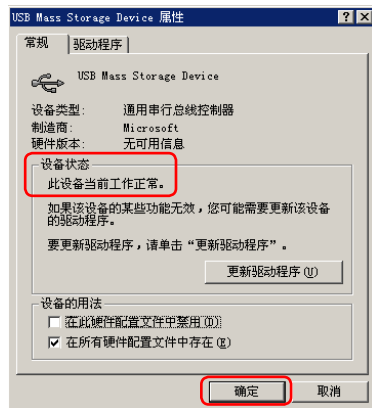 USB Mass Storage Device 属性
常规
驱动程序
USB Mass Storage Device
设备类型: 通用串行总线控制器
制造商: Microsoft
硬件版本: 无可用信息
设备状态
此设备当前工作正常。
如果该设备的某些功能无效，您可能需要更新该设备
的驱动程序。
要更新驱动程序，请单击“更新驱动程序”。
更新驱动程序(U)
设备的用法
在此硬件配置文件中禁用(D)
在所有硬件配置文件中存在(E)
确定
取消